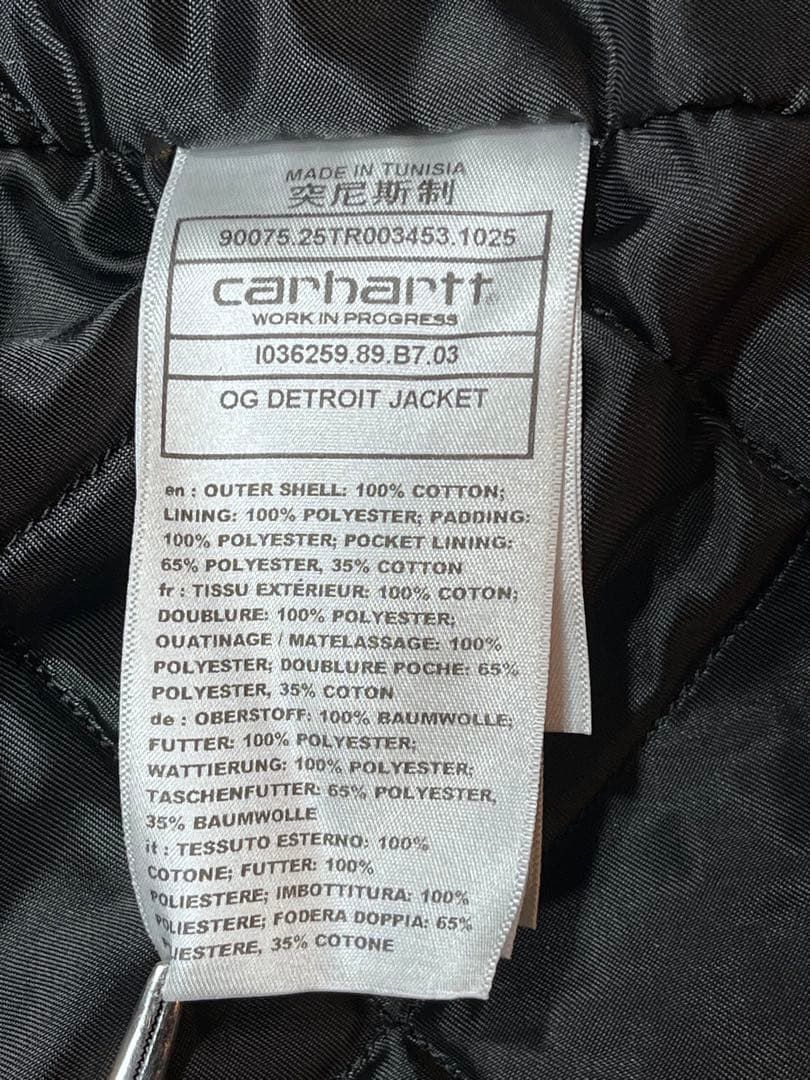 MADE IN TUNISIA
突尼斯制
90075.25TR003453.1025
carhartt
WORK IN PROGRESS
I036259.89.B7.03
OG DETROIT JACKET
en : OUTER SHELL: 100% COTTON;
LINING: 100% POLYESTER; PADDING:
100% POLYESTER; POCKET LINING:
65% POLYESTER, 35% COTTON
fr : TISSU EXTÉRIEUR: 100% COTON;
DOUBLURE: 100% POLYESTER;
OUATINAGE / MATELASSAGE: 100%
POLYESTER; DOUBLURE POCHE: 65%
POLYESTER, 35% COTON
de : OBERSTOFF: 100% BAUMWOLLE;
FUTTER: 100% POLYESTER;
WATTIERUNG: 100% POLYESTER;
TASCHENFUTTER: 65% POLYESTER,
35% BAUMWOLLE
it : TESSUTO ESTERNO: 100%
COTONE; FUTTER: 100%
POLIESTERE; IMBOTTITURA: 100%
POLIESTERE; FODERA DOPPIA: 65%
LIESTERE, 35% COTONE